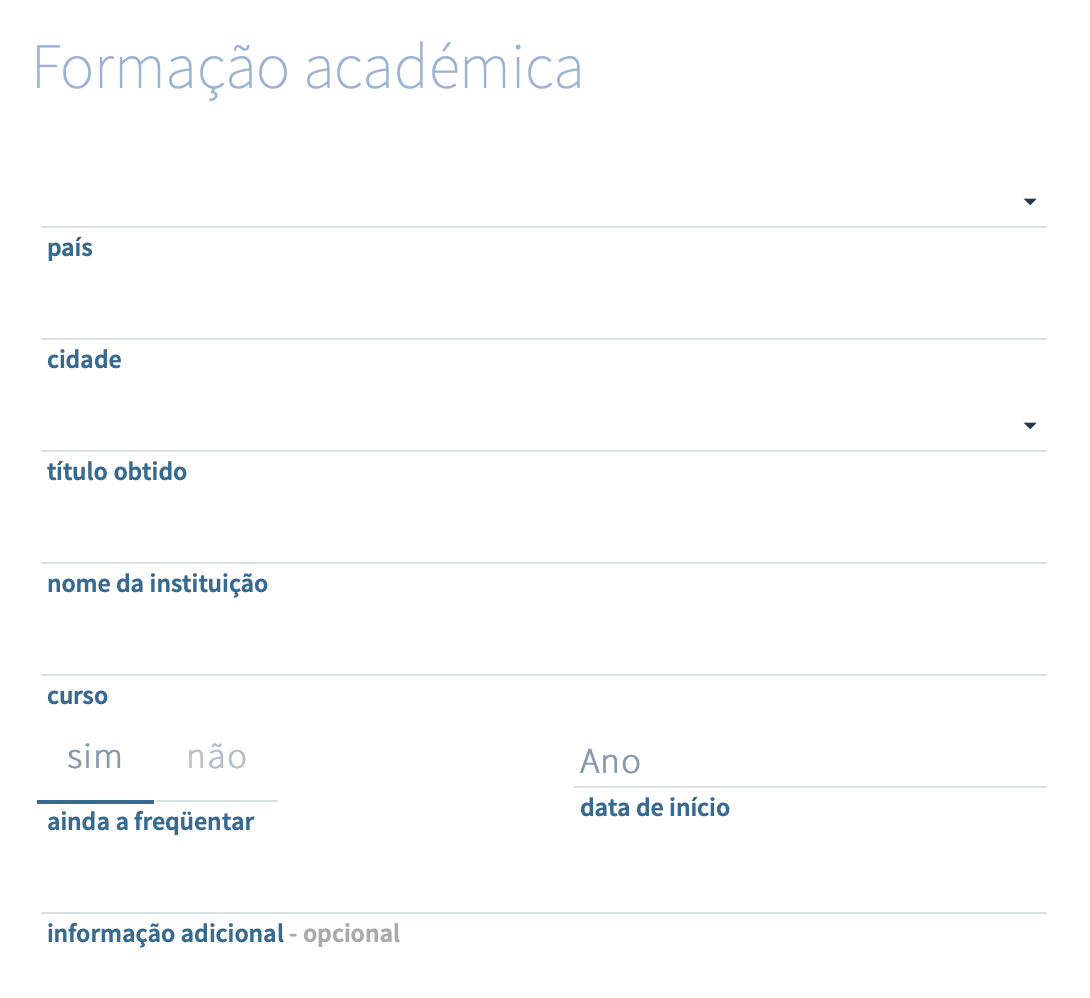 Formação académica
país
cidade
título obtido
nome da instituição
curso
sim não
Ano
ainda a freqüentar
data de início
informação adicional - opcional